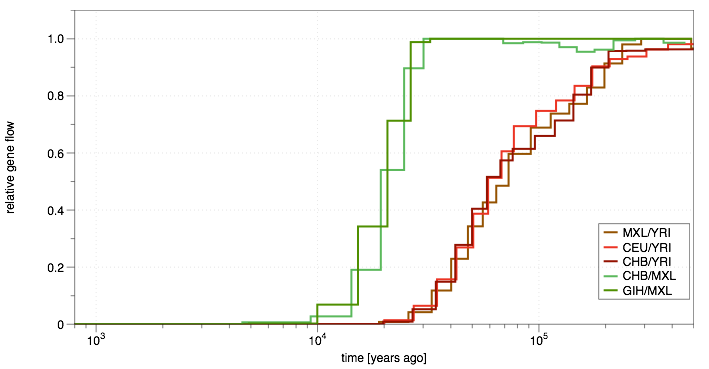 relative gene flow
1.0
0.8
0.6
0.4
0.2
0
10³
10⁴
10⁵
time [years ago]
MXL/YRI
CEU/YRI
CHB/YRI
CHB/MXL
GIH/MXL